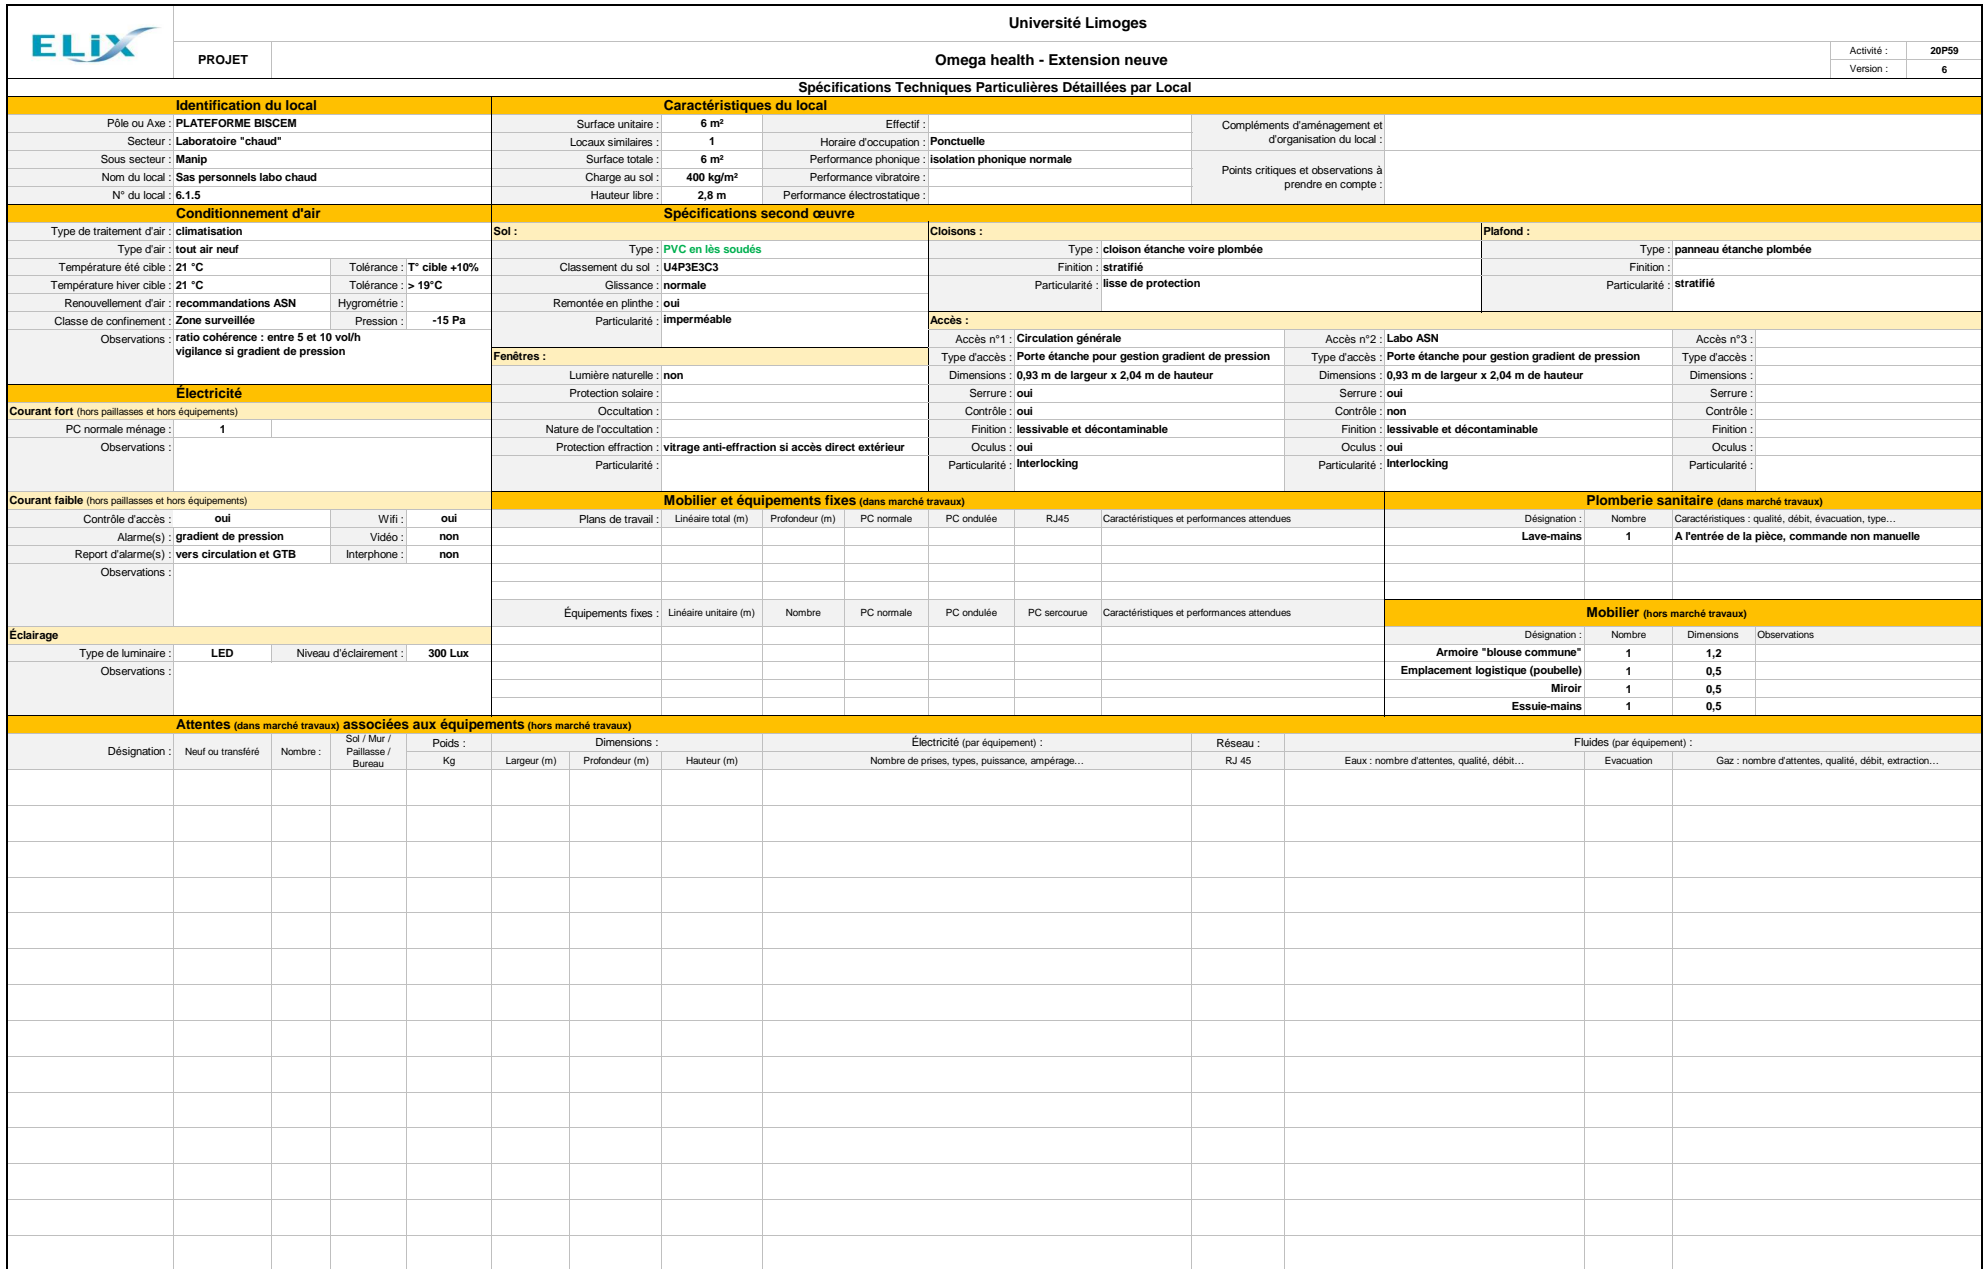 ELiX
Université Limoges
PROJET
Omega health - Extension neuve
Activité : 20P59
Version : 6
Spécifications Techniques Particulières Détaillées par Local
Identification du local
Pôle ou Axe : PLATEFORME BISCEM
Secteur : Laboratoire "chaud"
Sous secteur : Manip
Nom du local : Sas personnels labo chaud
N° du local : 6.1.5
Caractéristiques du local
Surface unitaire : 6 m² Effectif :
Locaux similaires : 1 Horaire d'occupation : Ponctuelle
Surface totale : 6 m² Performance phonique : isolation phonique normale
Charge au sol : 400 kg/m² Performance vibratoire :
Hauteur libre : 2,8 m Performance électrostatique :
Compléments d'aménagement et
d'organisation du local :
Points critiques et observations à
prendre en compte :
Conditionnement d'air
Type de traitement d'air : climatisation
Type d'air : tout air neuf
Température été cible : 21 °C Tolérance : T° cible +10%
Température hiver cible : 21 °C Tolérance : > 19°C
Renouvellement d'air : recommandations ASN Hygrométrie :
Classe de confinement : Zone surveillée Pression : -15 Pa
Observations : ratio cohérence : entre 5 et 10 vol/h
vigilance si gradient de pression
Spécifications second œuvre
Sol :
Type : PVC en lès soudés
Classement du sol : U4P3E3C3
Glissance : normale
Remontée en plinthe : oui
Particularité : imperméable
Cloisons :
Type : cloison étanche voire plombée
Finition : stratifié
Particularité : lisse de protection
Plafond :
Type : panneau étanche plombée
Finition :
Particularité : stratifié
Fenêtres :
Lumière naturelle : non
Protection solaire :
Occultation :
Nature de l'occultation :
Protection effraction : vitrage anti-effraction si accès direct extérieur
Particularité :
Accès :
Accès n°1 : Circulation générale Accès n°2 : Labo ASN Accès n°3 :
Type d'accès : Porte étanche pour gestion gradient de pression Type d'accès : Porte étanche pour gestion gradient de pression Type d'accès :
Dimensions : 0,93 m de largeur x 2,04 m de hauteur Dimensions : 0,93 m de largeur x 2,04 m de hauteur Dimensions :
Serrure : oui Serrure : oui Serrure :
Contrôle : oui Contrôle : non Contrôle :
Finition : lessivable et décontaminable Finition : lessivable et décontaminable Finition :
Oculus : oui Oculus : oui Oculus :
Particularité : Interlocking Particularité : Interlocking Particularité :
Électricité
Courant fort (hors paillasses et hors équipements)
PC normale ménage : 1
Observations :
Courant faible (hors paillasses et hors équipements)
Contrôle d'accès : oui Wifi : oui
Alarme(s) : gradient de pression Vidéo : non
Report d'alarme(s) : vers circulation et GTB Interphone : non
Observations :
Éclairage
Type de luminaire : LED Niveau d'éclairement : 300 Lux
Observations :
Mobilier et équipements fixes (dans marché travaux)
Plans de travail : Linéaire total (m) Profondeur (m) PC normale PC ondulée RJ45 Caractéristiques et performances attendues
Équipements fixes : Linéaire unitaire (m) Nombre PC normale PC ondulée PC sercourue Caractéristiques et performances attendues
Plomberie sanitaire (dans marché travaux)
Désignation : Nombre Caractéristiques : qualité, débit, évacuation, type…
Lave-mains 1 A l'entrée de la pièce, commande non manuelle
Mobilier (hors marché travaux)
Désignation : Nombre Dimensions Observations
Armoire "blouse commune" 1 1,2
Emplacement logistique (poubelle) 1 0,5
Miroir 1 0,5
Essuie-mains 1 0,5
Attentes (dans marché travaux) associées aux équipements (hors marché travaux)
Désignation : Neuf ou transféré Nombre :
Sol / Mur /
Paillasse /
Bureau
Poids : Dimensions : Électricité (par équipement) : Réseau : Fluides (par équipement) :
Kg Largeur (m) Profondeur (m) Hauteur (m) Nombre de prises, types, puissance, ampérage… RJ 45 Eaux : nombre d'attentes, qualité, débit… Evacuation Gaz : nombre d'attentes, qualité, débit, extraction…